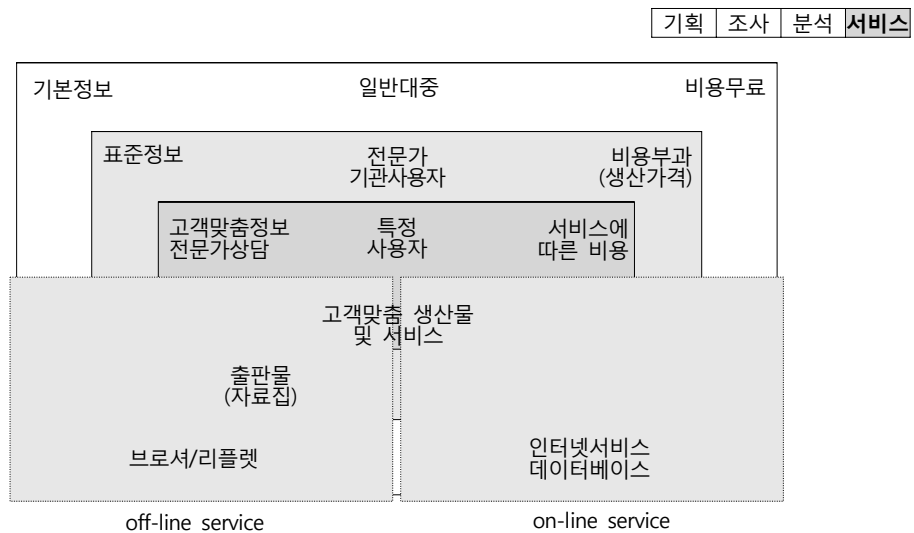 기획 조사 분석 서비스
기본정보 일반대중 비용무료
표준정보 전문가 비용부과
기관사용자 (생산가격)
고객맞춤정보 특정 서비스에
전문가상담 사용자 따른 비용
고객맞춤 생산물
및 서비스
출판물
(자료집)
브로셔/리플렛
인터넷서비스
데이터베이스
off-line service
on-line service